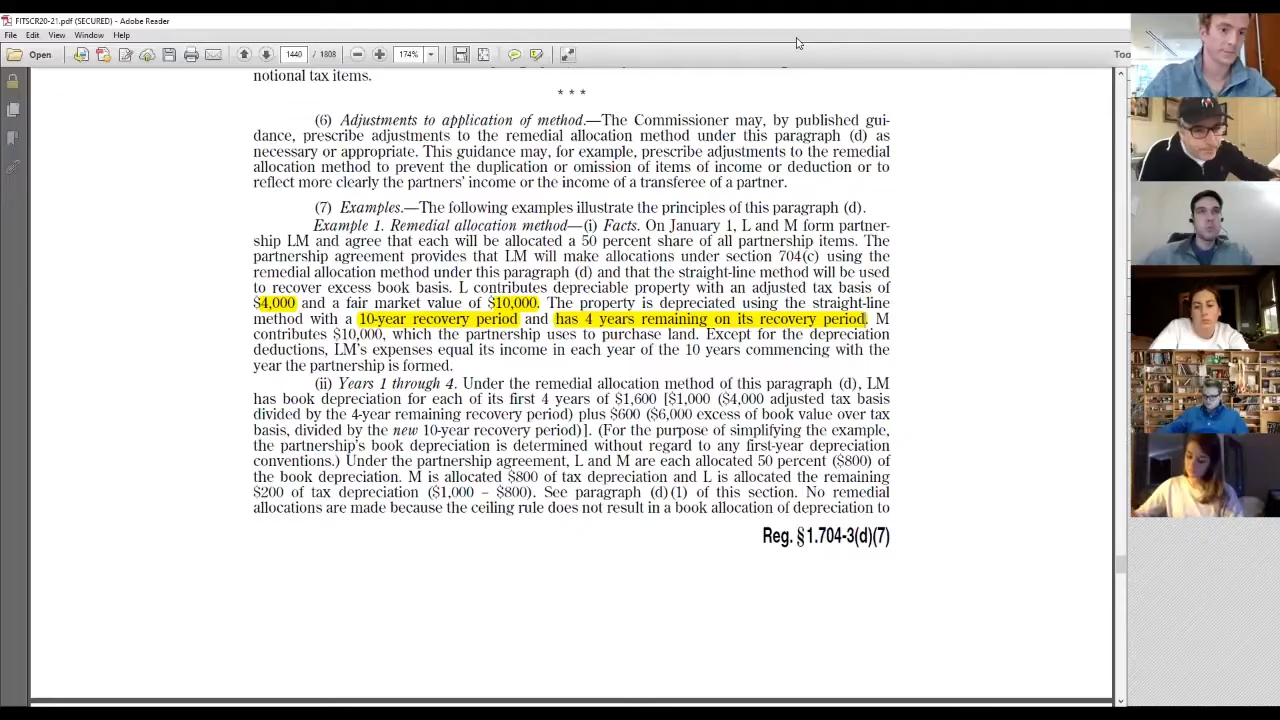 FITSCR20-21.pdf (SECURED) - Adobe Reader
File Edit View Window Help
Open 1440 / 1808 174% Too
notional tax items.
* * *
(6) Adjustments to application of method.—The Commissioner may, by published gui-
dance, prescribe adjustments to the remedial allocation method under this paragraph (d) as
necessary or appropriate. This guidance may, for example, prescribe adjustments to the remedial
allocation method to prevent the duplication or omission of items of income or deduction or to
reflect more clearly the partners' income or the income of a transferee of a partner.
(7) Examples.—The following examples illustrate the principles of this paragraph (d).
Example 1. Remedial allocation method—(i) Facts. On January 1, L and M form partner-
ship LM and agree that each will be allocated a 50 percent share of all partnership items. The
partnership agreement provides that LM will make allocations under section 704(c) using the
remedial allocation method under this paragraph (d) and that the straight-line method will be used
to recover excess book basis. L contributes depreciable property with an adjusted tax basis of
$4,000 and a fair market value of $10,000. The property is depreciated using the straight-line
method with a 10-year recovery period and has 4 years remaining on its recovery period. M
contributes $10,000, which the partnership uses to purchase land. Except for the depreciation
deductions, LM's expenses equal its income in each year of the 10 years commencing with the
year the partnership is formed.
(ii) Years 1 through 4. Under the remedial allocation method of this paragraph (d), LM
has book depreciation for each of its first 4 years of $1,600 [$1,000 ($4,000 adjusted tax basis
divided by the 4-year remaining recovery period) plus $600 ($6,000 excess of book value over tax
basis, divided by the new 10-year recovery period)]. (For the purpose of simplifying the example,
the partnership's book depreciation is determined without regard to any first-year depreciation
conventions.) Under the partnership agreement, L and M are each allocated 50 percent ($800) of
the book depreciation. M is allocated $800 of tax depreciation and L is allocated the remaining
$200 of tax depreciation ($1,000 – $800). See paragraph (d)(1) of this section. No remedial
allocations are made because the ceiling rule does not result in a book allocation of depreciation to
Reg. §1.704-3(d)(7)